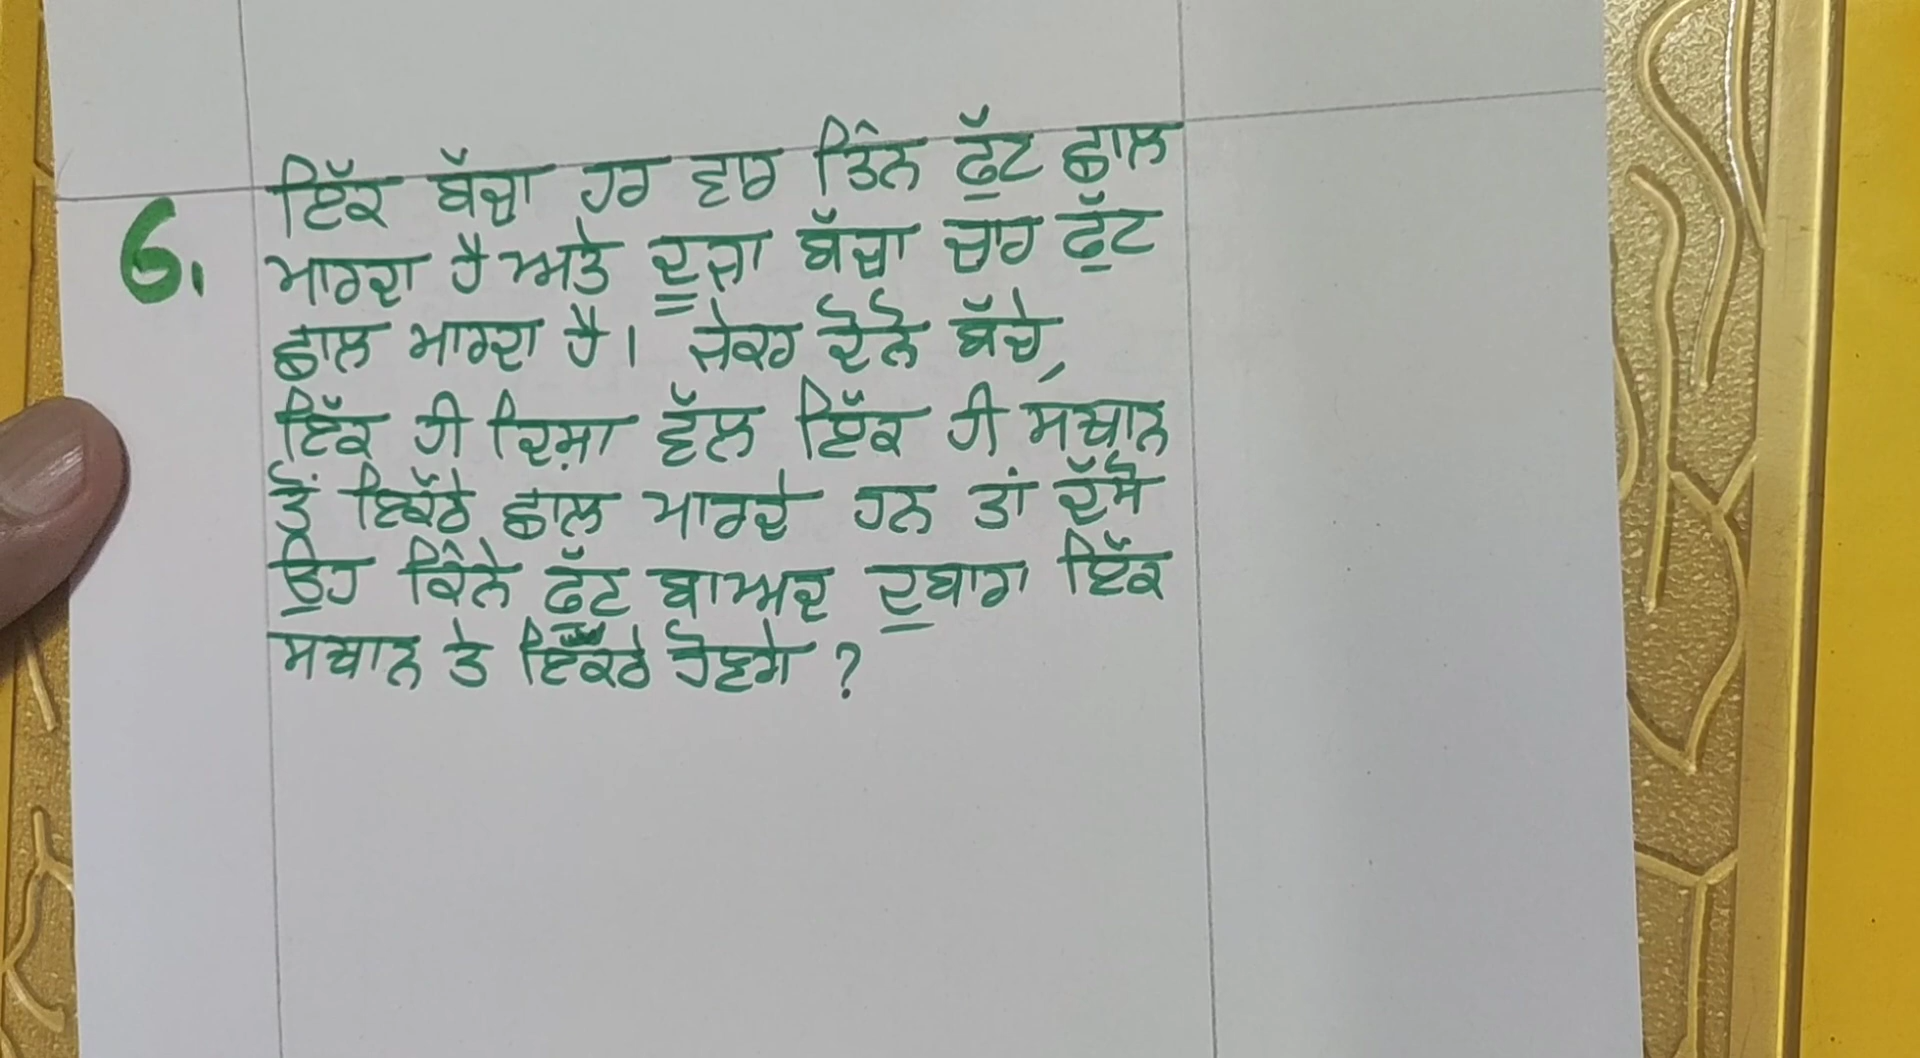 6. ਇੱਕ ਬੱਚਾ ਹਰ ਵਾਰ ਤਿੰਨ ਫੁੱਟ ਛਾਲ
ਮਾਰਦਾ ਹੈ ਅਤੇ ਦੂਜਾ ਬੱਚਾ ਚਾਰ ਫੁੱਟ
ਛਾਲ ਮਾਰਦਾ ਹੈ। ਜੇਕਰ ਦੋਨੋ ਬੱਚੇ,
ਇੱਕ ਹੀ ਦਿਸ਼ਾ ਵੱਲ ਇੱਕ ਹੀ ਸਥਾਨ
ਤੋਂ ਇਕੱਠੇ ਛਾਲ ਮਾਰਦੇ ਹਨ ਤਾਂ ਦੱਸੋ
ਉਹ ਕਿੰਨੇ ਫੁੱਟ ਬਾਅਦ ਦੁਬਾਰਾ ਇੱਕ
ਸਥਾਨ ਤੇ ਇਕੱਠੇ ਹੋਣਗੇ ?